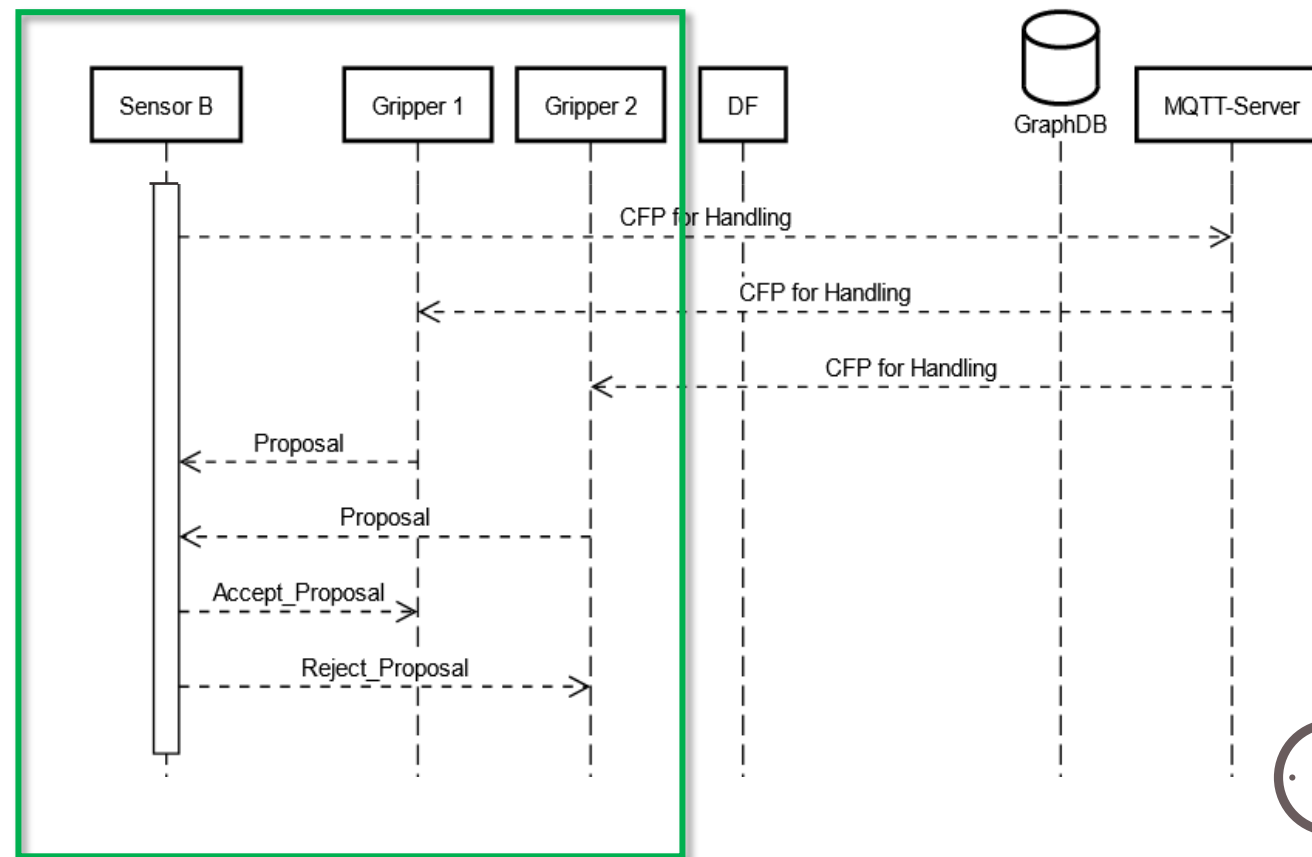 Sensor B
Gripper 1
Gripper 2
DF
GraphDB
MQTT-Server
CFP for Handling
CFP for Handling
CFP for Handling
Proposal
Proposal
Accept_Proposal
Reject_Proposal